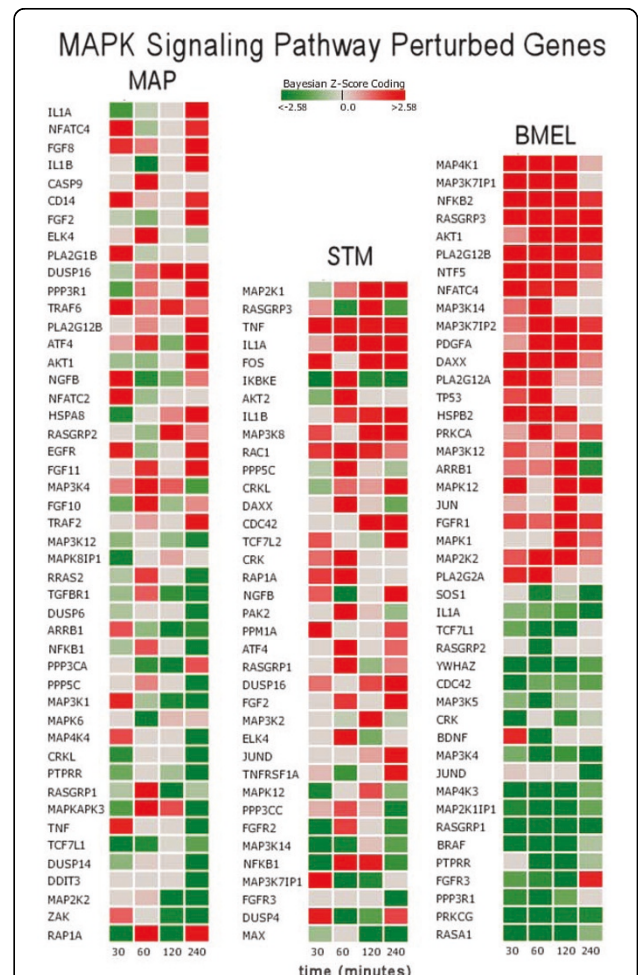 MAPK Signaling Pathway Perturbed Genes
MAP
Bayesian Z-Score Coding
<-2.58 0.0 >2.58
IL1A
NFATC4
FGF8
IL1B
CASP9
CD14
FGF2
ELK4
PLA2G1B
DUSP16
PPP3R1
TRAF6
PLA2G12B
ATF4
AKT1
NGFB
NFATC2
HSPA8
RASGRP2
EGFR
FGF11
MAP3K4
FGF10
TRAF2
MAP3K12
MAPK8IP1
RRAS2
TGFBR1
DUSP6
ARRB1
NFKB1
PPP3CA
PPP5C
MAP3K1
MAPK6
MAP4K4
CRKL
PTPRR
RASGRP1
MAPKAPK3
TNF
TCF7L1
DUSP14
DDIT3
MAP2K2
ZAK
RAP1A
30 60 120 240
STM
MAP2K1
RASGRP3
TNF
IL1A
FOS
IKBKE
AKT2
IL1B
MAP3K8
RAC1
PPP5C
CRKL
DAXX
CDC42
TCF7L2
CRK
RAP1A
NGFB
PAK2
PPM1A
ATF4
RASGRP1
DUSP16
FGF2
MAP3K2
ELK4
JUND
TNFRSF1A
MAPK12
PPP3CC
FGFR2
MAP3K14
NFKB1
MAP3K7IP1
FGFR3
DUSP4
MAX
30 60 120 240
time (minutes)
BMEL
MAP4K1
MAP3K7IP1
NFKB2
RASGRP3
AKT1
PLA2G12B
NTF5
NFATC4
MAP3K14
MAP3K7IP2
PDGFA
DAXX
PLA2G12A
TP53
HSPB2
PRKCA
MAP3K12
ARRB1
MAPK12
JUN
FGFR1
MAPK1
MAP2K2
PLA2G2A
SOS1
IL1A
TCF7L1
RASGRP2
YWHAZ
CDC42
MAP3K5
CRK
BDNF
MAP3K4
JUND
MAP4K3
MAP2K1IP1
RASGRP1
BRAF
PTPRR
FGFR3
PPP3R1
PRKCG
RASA1
30 60 120 240